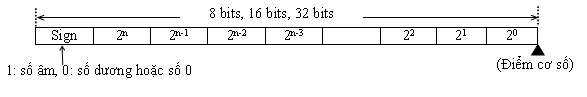 8 bits, 16 bits, 32 bits
Sign 2ⁿ 2ⁿ⁻¹ 2ⁿ⁻² 2ⁿ⁻³ 2² 2¹ 2⁰
1: số âm, 0: số dương hoặc số 0
(Điểm cơ số)